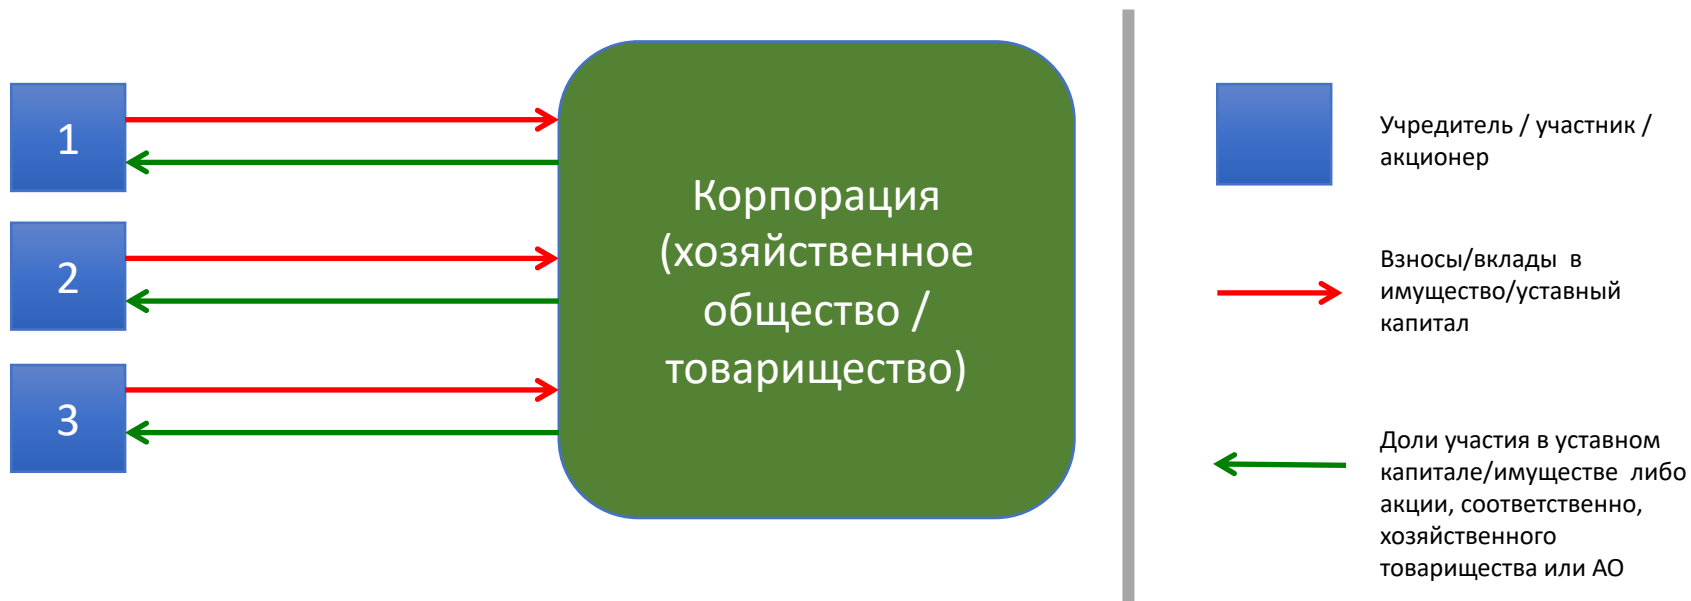 1
2
3
Корпорация
(хозяйственное
общество /
товарищество)
Учредитель / участник /
акционер
Взносы/вклады  в
имущество/уставный
капитал
Доли участия в уставном
капитале/имуществе  либо
акции, соответственно,
хозяйственного
товарищества или АО